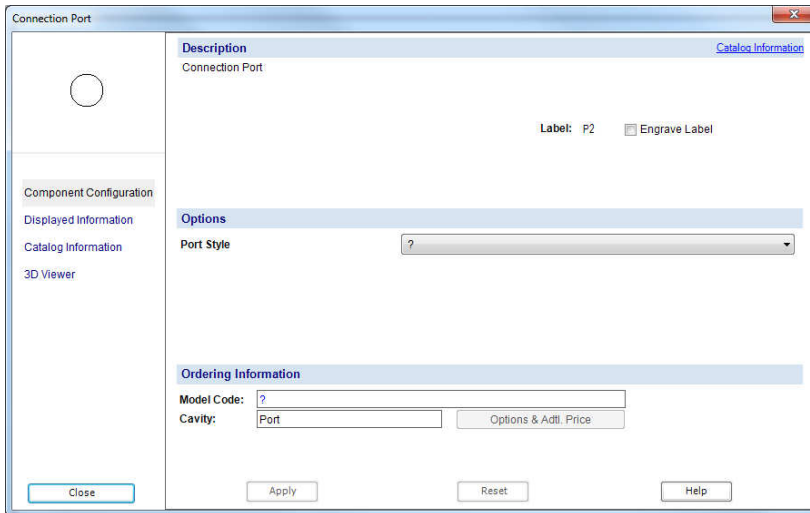 Connection Port
Description
Catalog Information
Connection Port
Label: P2 Engrave Label
Component Configuration
Displayed Information
Catalog Information
3D Viewer
Options
Port Style ?
Ordering Information
Model Code: ?
Cavity: Port Options & Adtl. Price
Close Apply Reset Help